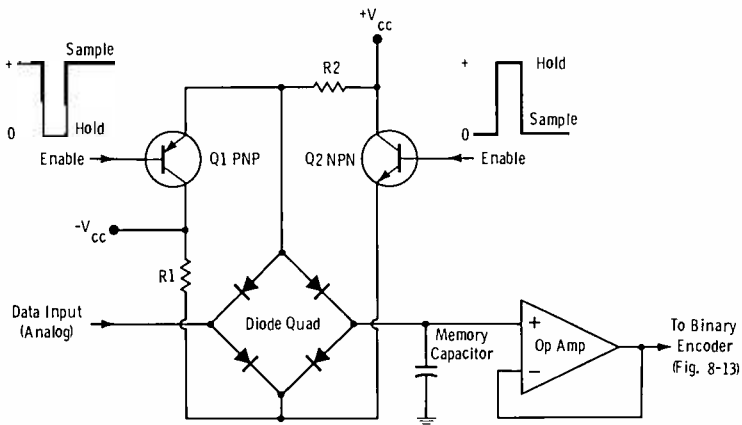 +Vcc
Sample
+
R2
+
Hold
0
Hold
Sample
0
Enable
Q1 PNP
Q2 NPN
Enable
-Vcc
R1
Data Input
(Analog)
Diode Quad
Memory
Capacitor
+
Op Amp
-
To Binary
Encoder
(Fig. 8-13)